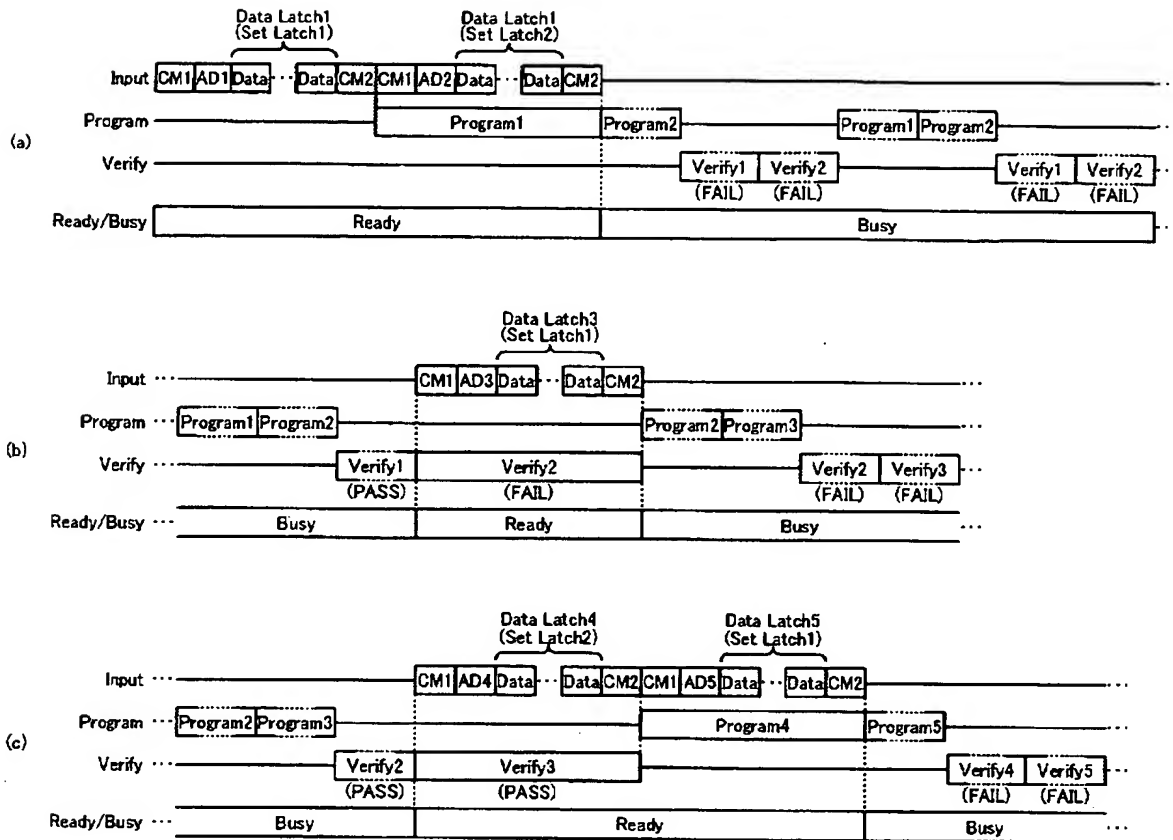 Data Latch1
(Set Latch1)
Data Latch1
(Set Latch2)
Input CM1 AD1 Data ··· Data CM2 CM1 AD2 Data ··· Data CM2 ···
(a)
Program Program1 Program2 Program1 Program2
Verify Verify1 Verify2 Verify1 Verify2 ···
(FAIL) (FAIL) (FAIL) (FAIL)
Ready/Busy Ready Busy ···
Data Latch3
(Set Latch1)
Input ··· CM1 AD3 Data ··· Data CM2 ···
(b)
Program ··· Program1 Program2 Program2 Program3
Verify ··· Verify1 Verify2 Verify2 Verify3 ···
(PASS) (FAIL) (FAIL) (FAIL)
Ready/Busy ··· Busy Ready Busy ···
Data Latch4
(Set Latch2)
Data Latch5
(Set Latch1)
Input ··· CM1 AD4 Data ··· Data CM2 CM1 AD5 Data ··· Data CM2 ···
(c)
Program ··· Program2 Program3 Program4 Program5 ···
Verify ··· Verify2 Verify3 Verify4 Verify5 ···
(PASS) (PASS) (FAIL) (FAIL)
Ready/Busy ··· Busy Ready Busy ···